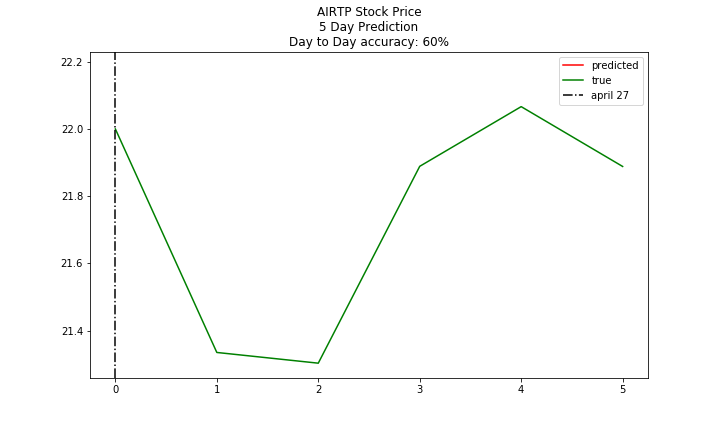 AIRTP Stock Price
5 Day Prediction
Day to Day accuracy: 60%
22.2
22.0
21.8
21.6
21.4
predicted
true
april 27
0 1 2 3 4 5